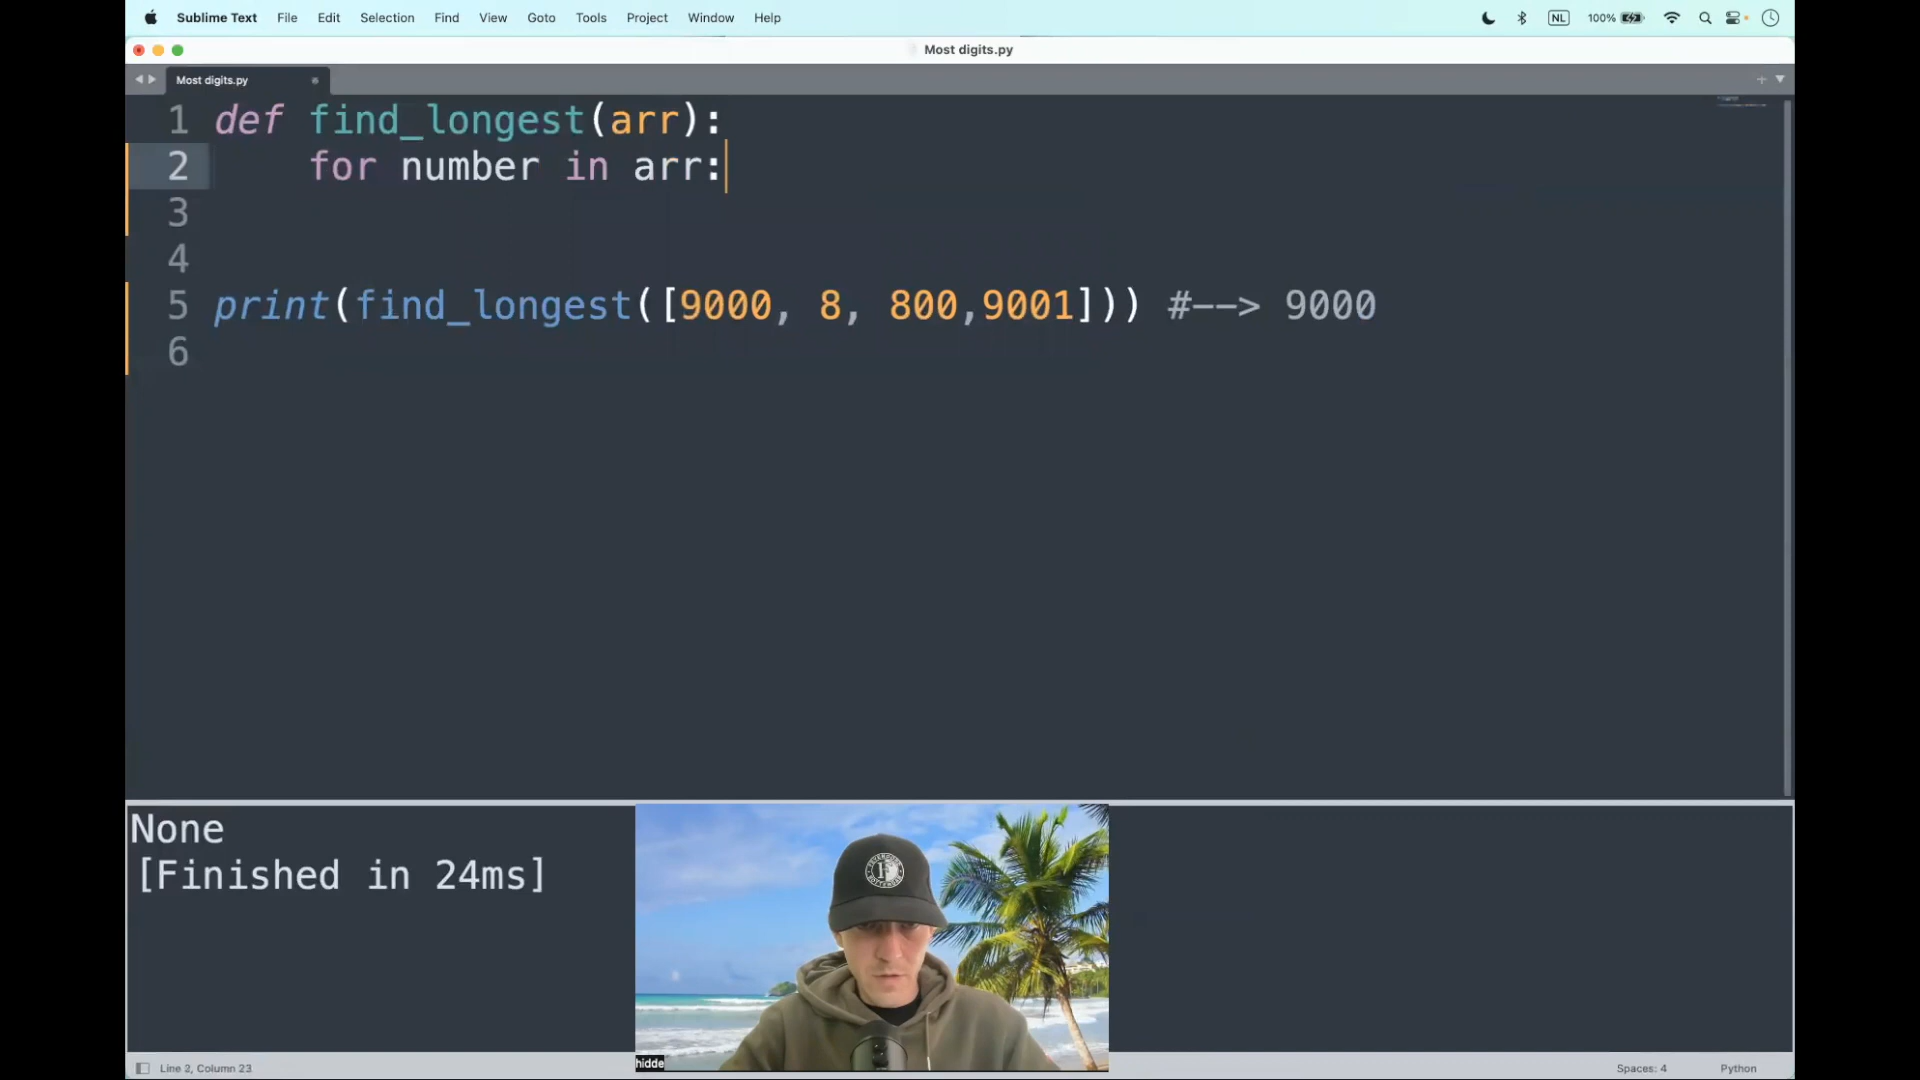 Sublime Text File Edit Selection Find View Goto Tools Project Window Help NL 100%
Most digits.py
Most digits.py
1 def find_longest(arr):
2 for number in arr:
3
4
5 print(find_longest([9000, 8, 800,9001])) #--> 9000
6
None
[Finished in 24ms]
hidde
Line 2, Column 23 Spaces: 4 Python